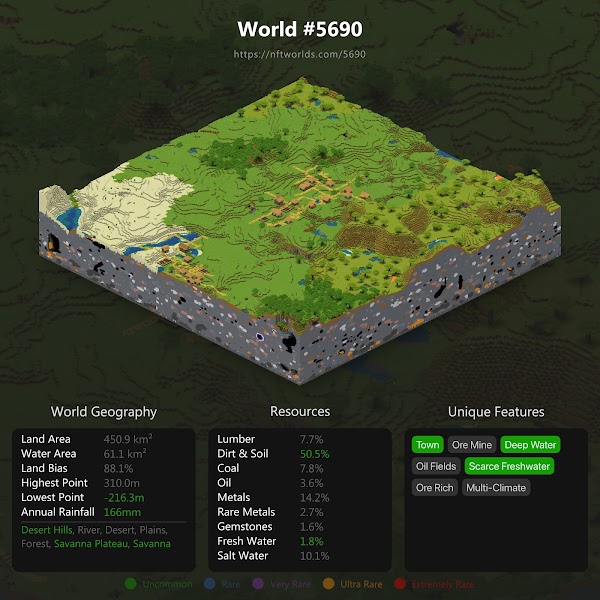 World #5690
https://nftworlds.com/5690
World Geography
Land Area 450.9 km²
Water Area 61.1 km²
Land Bias 88.1%
Highest Point 310.0m
Lowest Point -216.3m
Annual Rainfall 166mm
Desert Hills, River, Desert, Plains,
Forest, Savanna Plateau, Savanna
Resources
Lumber 7.7%
Dirt & Soil 50.5%
Coal 7.8%
Oil 3.6%
Metals 14.2%
Rare Metals 2.7%
Gemstones 1.6%
Fresh Water 1.8%
Salt Water 10.1%
Unique Features
Town Ore Mine Deep Water
Oil Fields Scarce Freshwater
Ore Rich Multi-Climate
Uncommon Rare Very Rare Ultra Rare Extremely Rare